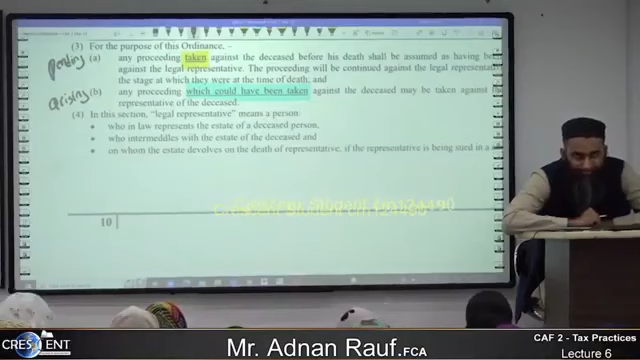 (3) For the purpose of this Ordinance, -
pending (a) any proceeding taken against the deceased before his death shall be assumed as having been
against the legal representative. The proceeding will be continued against the legal
the stage at which they were at the time of death; and
arising (b) any proceeding which could have been taken against the deceased may be taken against
representative of the deceased.
(4) In this section, "legal representative" means a person:
• who in law represents the estate of a deceased person,
• who intermeddles with the estate of the deceased and
• on whom the estate devolves on the death of representative, if the representative is being sued in a
10
CRESCENT
Mr. Adnan Rauf.FCA
CAF 2 - Tax Practices
Lecture 6